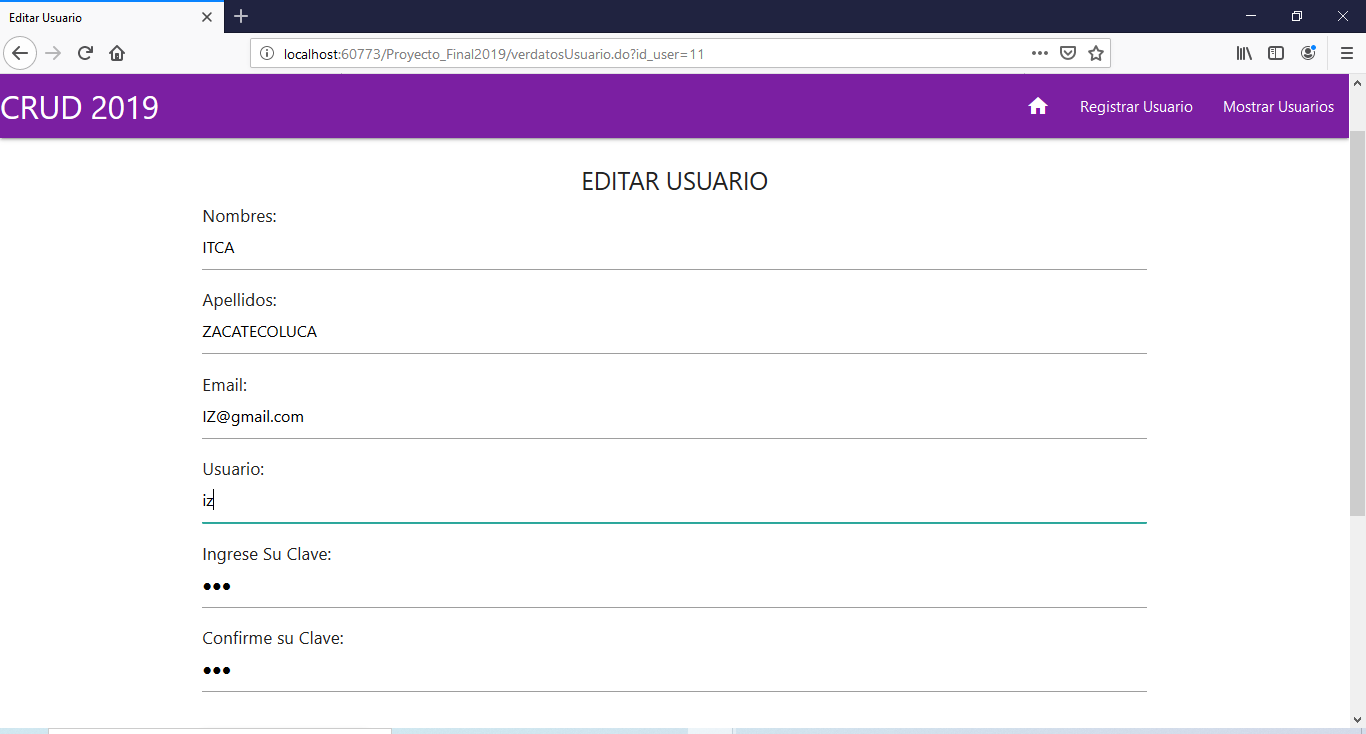 Editar Usuario
localhost:60773/Proyecto_Final2019/verdatosUsuario.do?id_user=11
CRUD 2019
Registrar Usuario
Mostrar Usuarios
EDITAR USUARIO
Nombres:
ITCA
Apellidos:
ZACATECOLUCA
Email:
IZ@gmail.com
Usuario:
iz
Ingrese Su Clave:
●●●
Confirme su Clave:
●●●